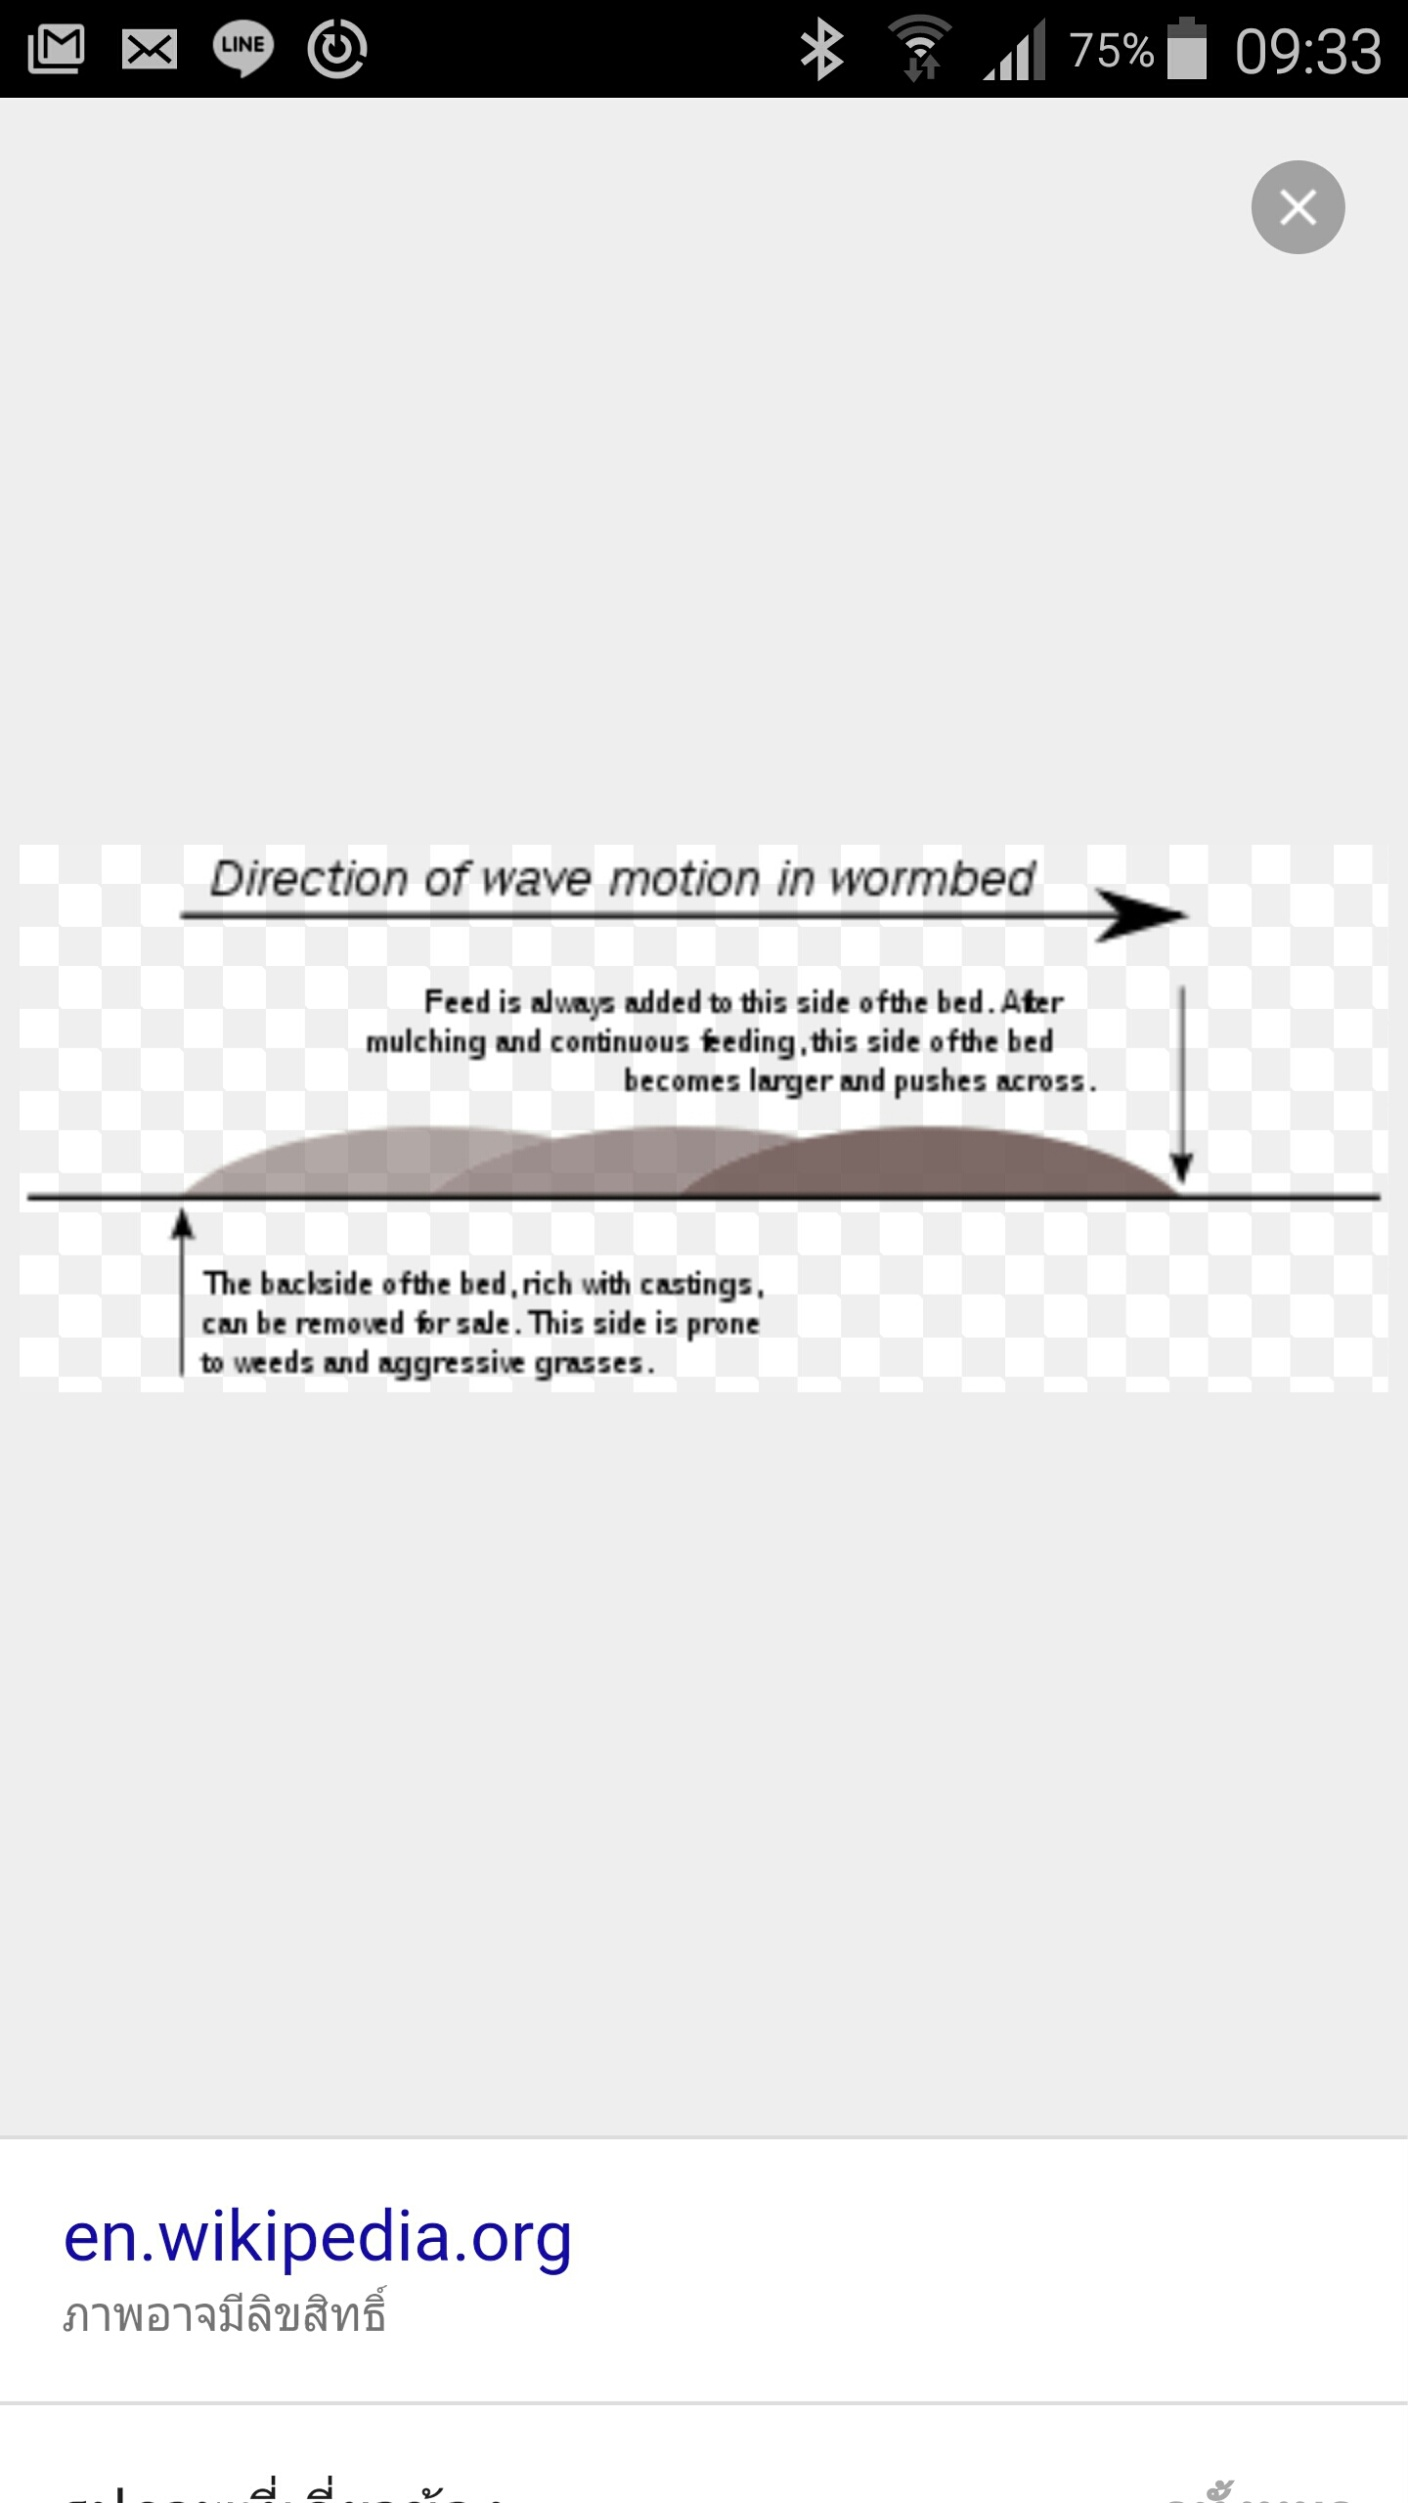 LINE
75%
09:33
Direction of wave motion in wormbed
Feed is always added to this side of the bed. After
mulching and continuous feeding, this side of the bed
becomes larger and pushes across.
The backside of the bed, rich with castings,
can be removed for sale. This side is prone
to weeds and aggressive grasses.
en.wikipedia.org
ภาพอาจมีลิขสิทธิ์